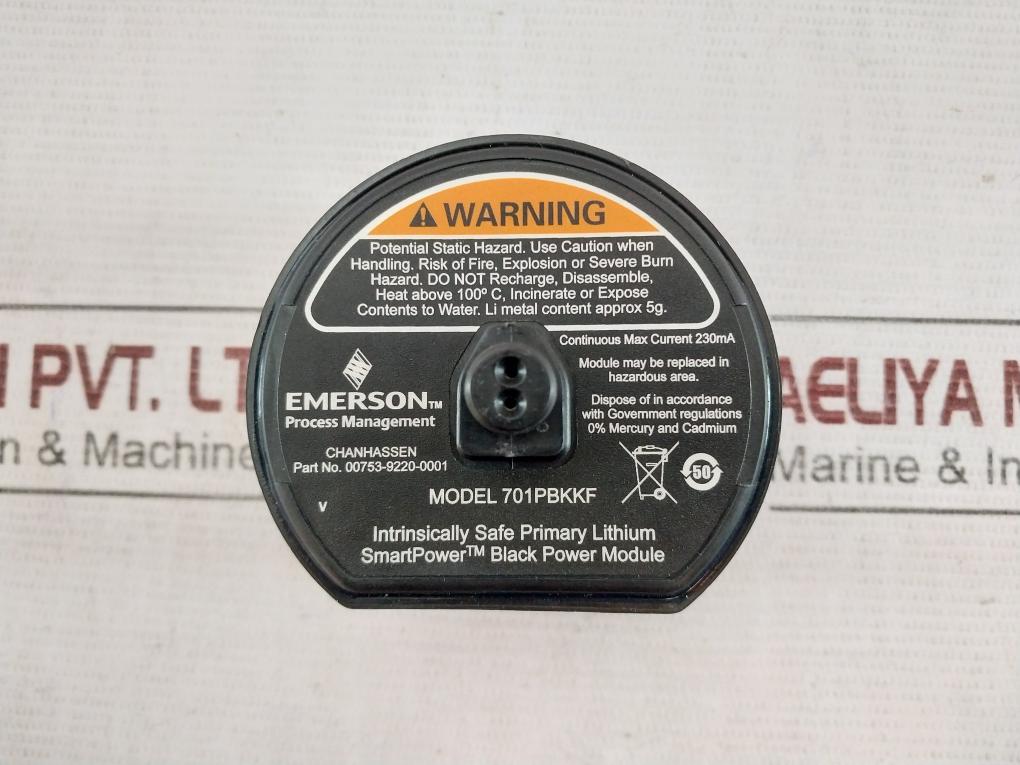 WARNING
Potential Static Hazard. Use Caution when
Handling. Risk of Fire, Explosion or Severe Burn
Hazard. DO NOT Recharge, Disassemble,
Heat above 100º C, Incinerate or Expose
Contents to Water. Li metal content approx 5g.
Continuous Max Current 230mA
Module may be replaced in
hazardous area.
Dispose of in accordance
with Government regulations
0% Mercury and Cadmium
EMERSON™
Process Management
CHANHASSEN
Part No. 00753-9220-0001
50
V
MODEL 701PBKKF
Intrinsically Safe Primary Lithium
SmartPower™ Black Power Module
PVT.
AELIYA
& Machine
Marine & In